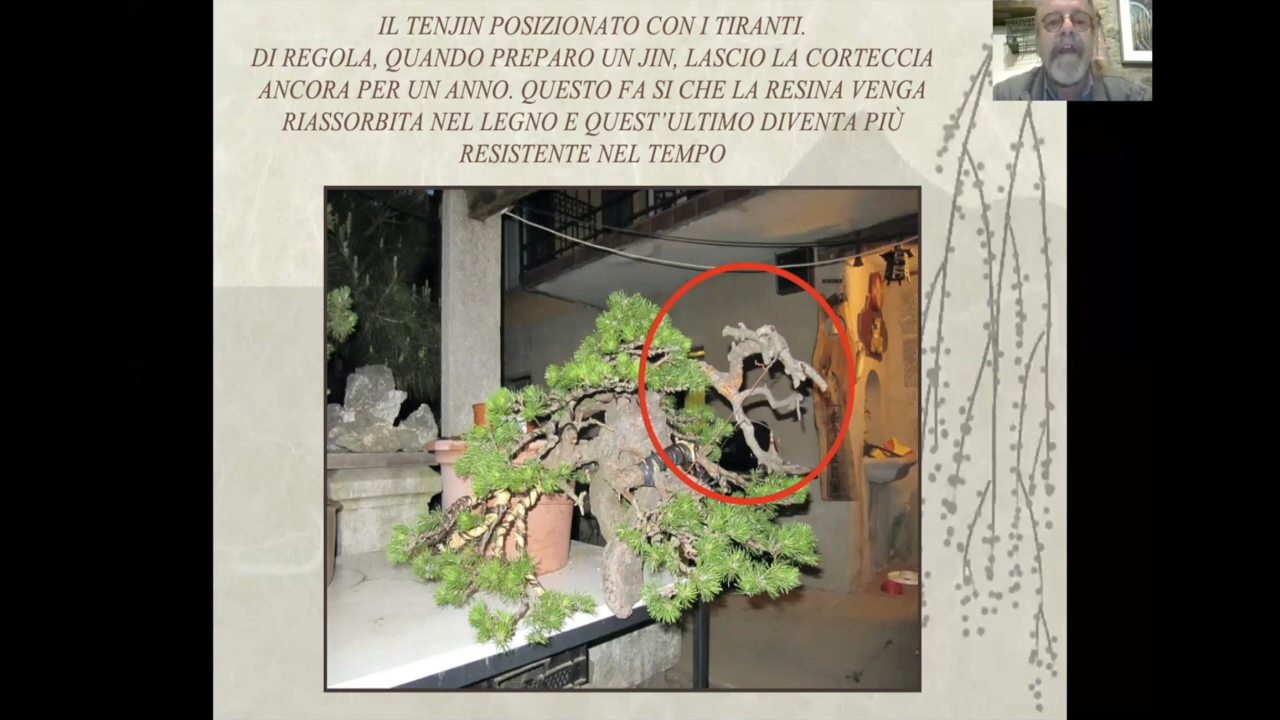 IL TENJIN POSIZIONATO CON I TIRANTI.
DI REGOLA, QUANDO PREPARO UN JIN, LASCIO LA CORTECCIA
ANCORA PER UN ANNO. QUESTO FA SI CHE LA RESINA VENGA
RIASSORBITA NEL LEGNO E QUEST'ULTIMO DIVENTA PIÙ
RESISTENTE NEL TEMPO